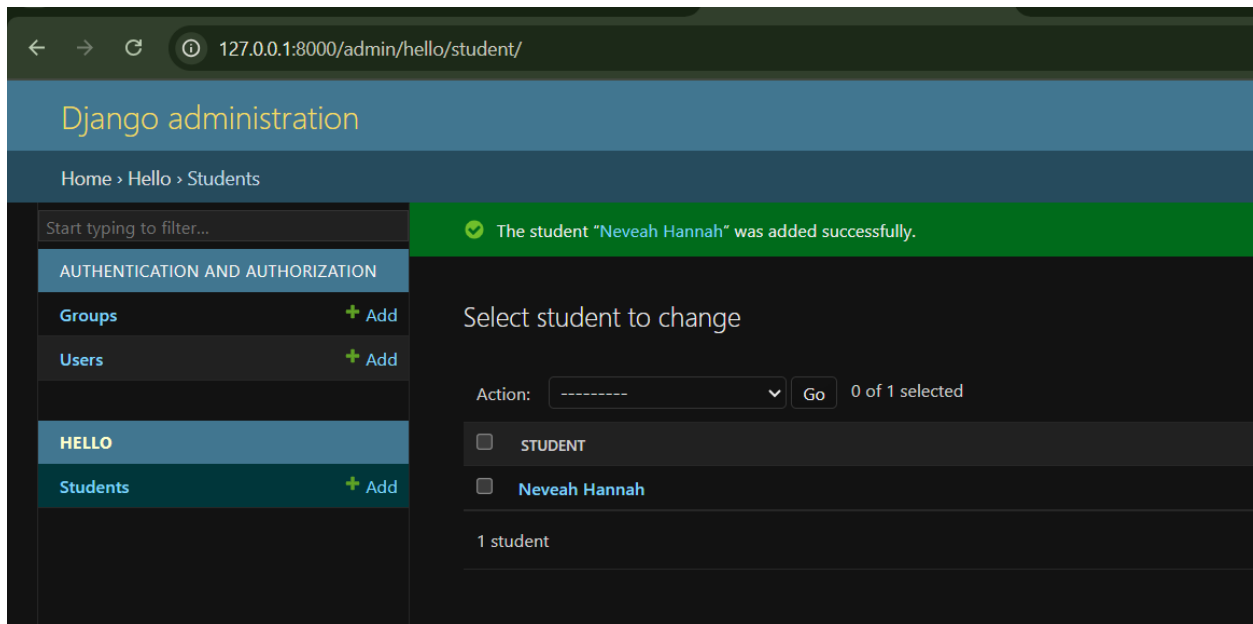 127.0.0.1:8000/admin/hello/student/
Django administration
Home › Hello › Students
Start typing to filter...
AUTHENTICATION AND AUTHORIZATION
Groups + Add
Users + Add
HELLO
Students + Add
The student “Neveah Hannah” was added successfully.
Select student to change
Action: --------- Go 0 of 1 selected
STUDENT
Neveah Hannah
1 student